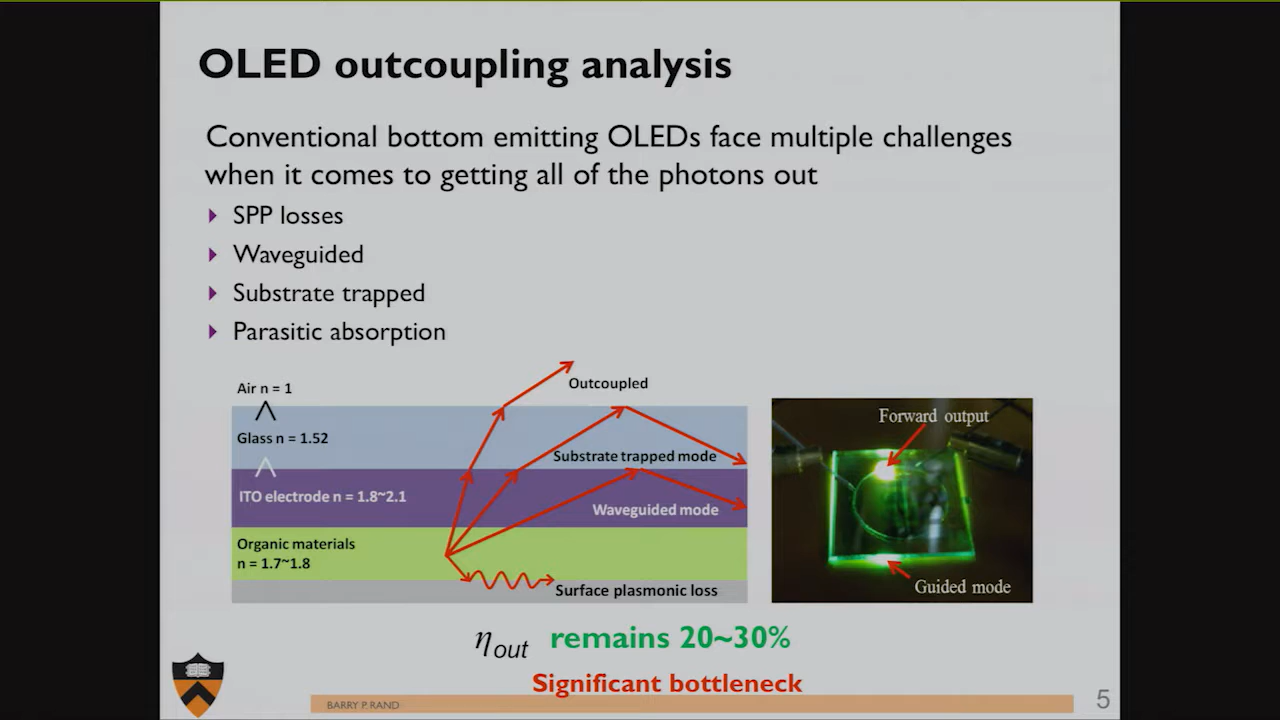 OLED outcoupling analysis
Conventional bottom emitting OLEDs face multiple challenges
when it comes to getting all of the photons out
SPP losses
Waveguided
Substrate trapped
Parasitic absorption
Air n = 1
Outcoupled
Glass n = 1.52
Substrate trapped mode
ITO electrode n = 1.8~2.1
Waveguided mode
Organic materials
n = 1.7~1.8
Surface plasmonic loss
Forward output
Guided mode
ηout remains 20~30%
Significant bottleneck
BARRY P. RAND
5